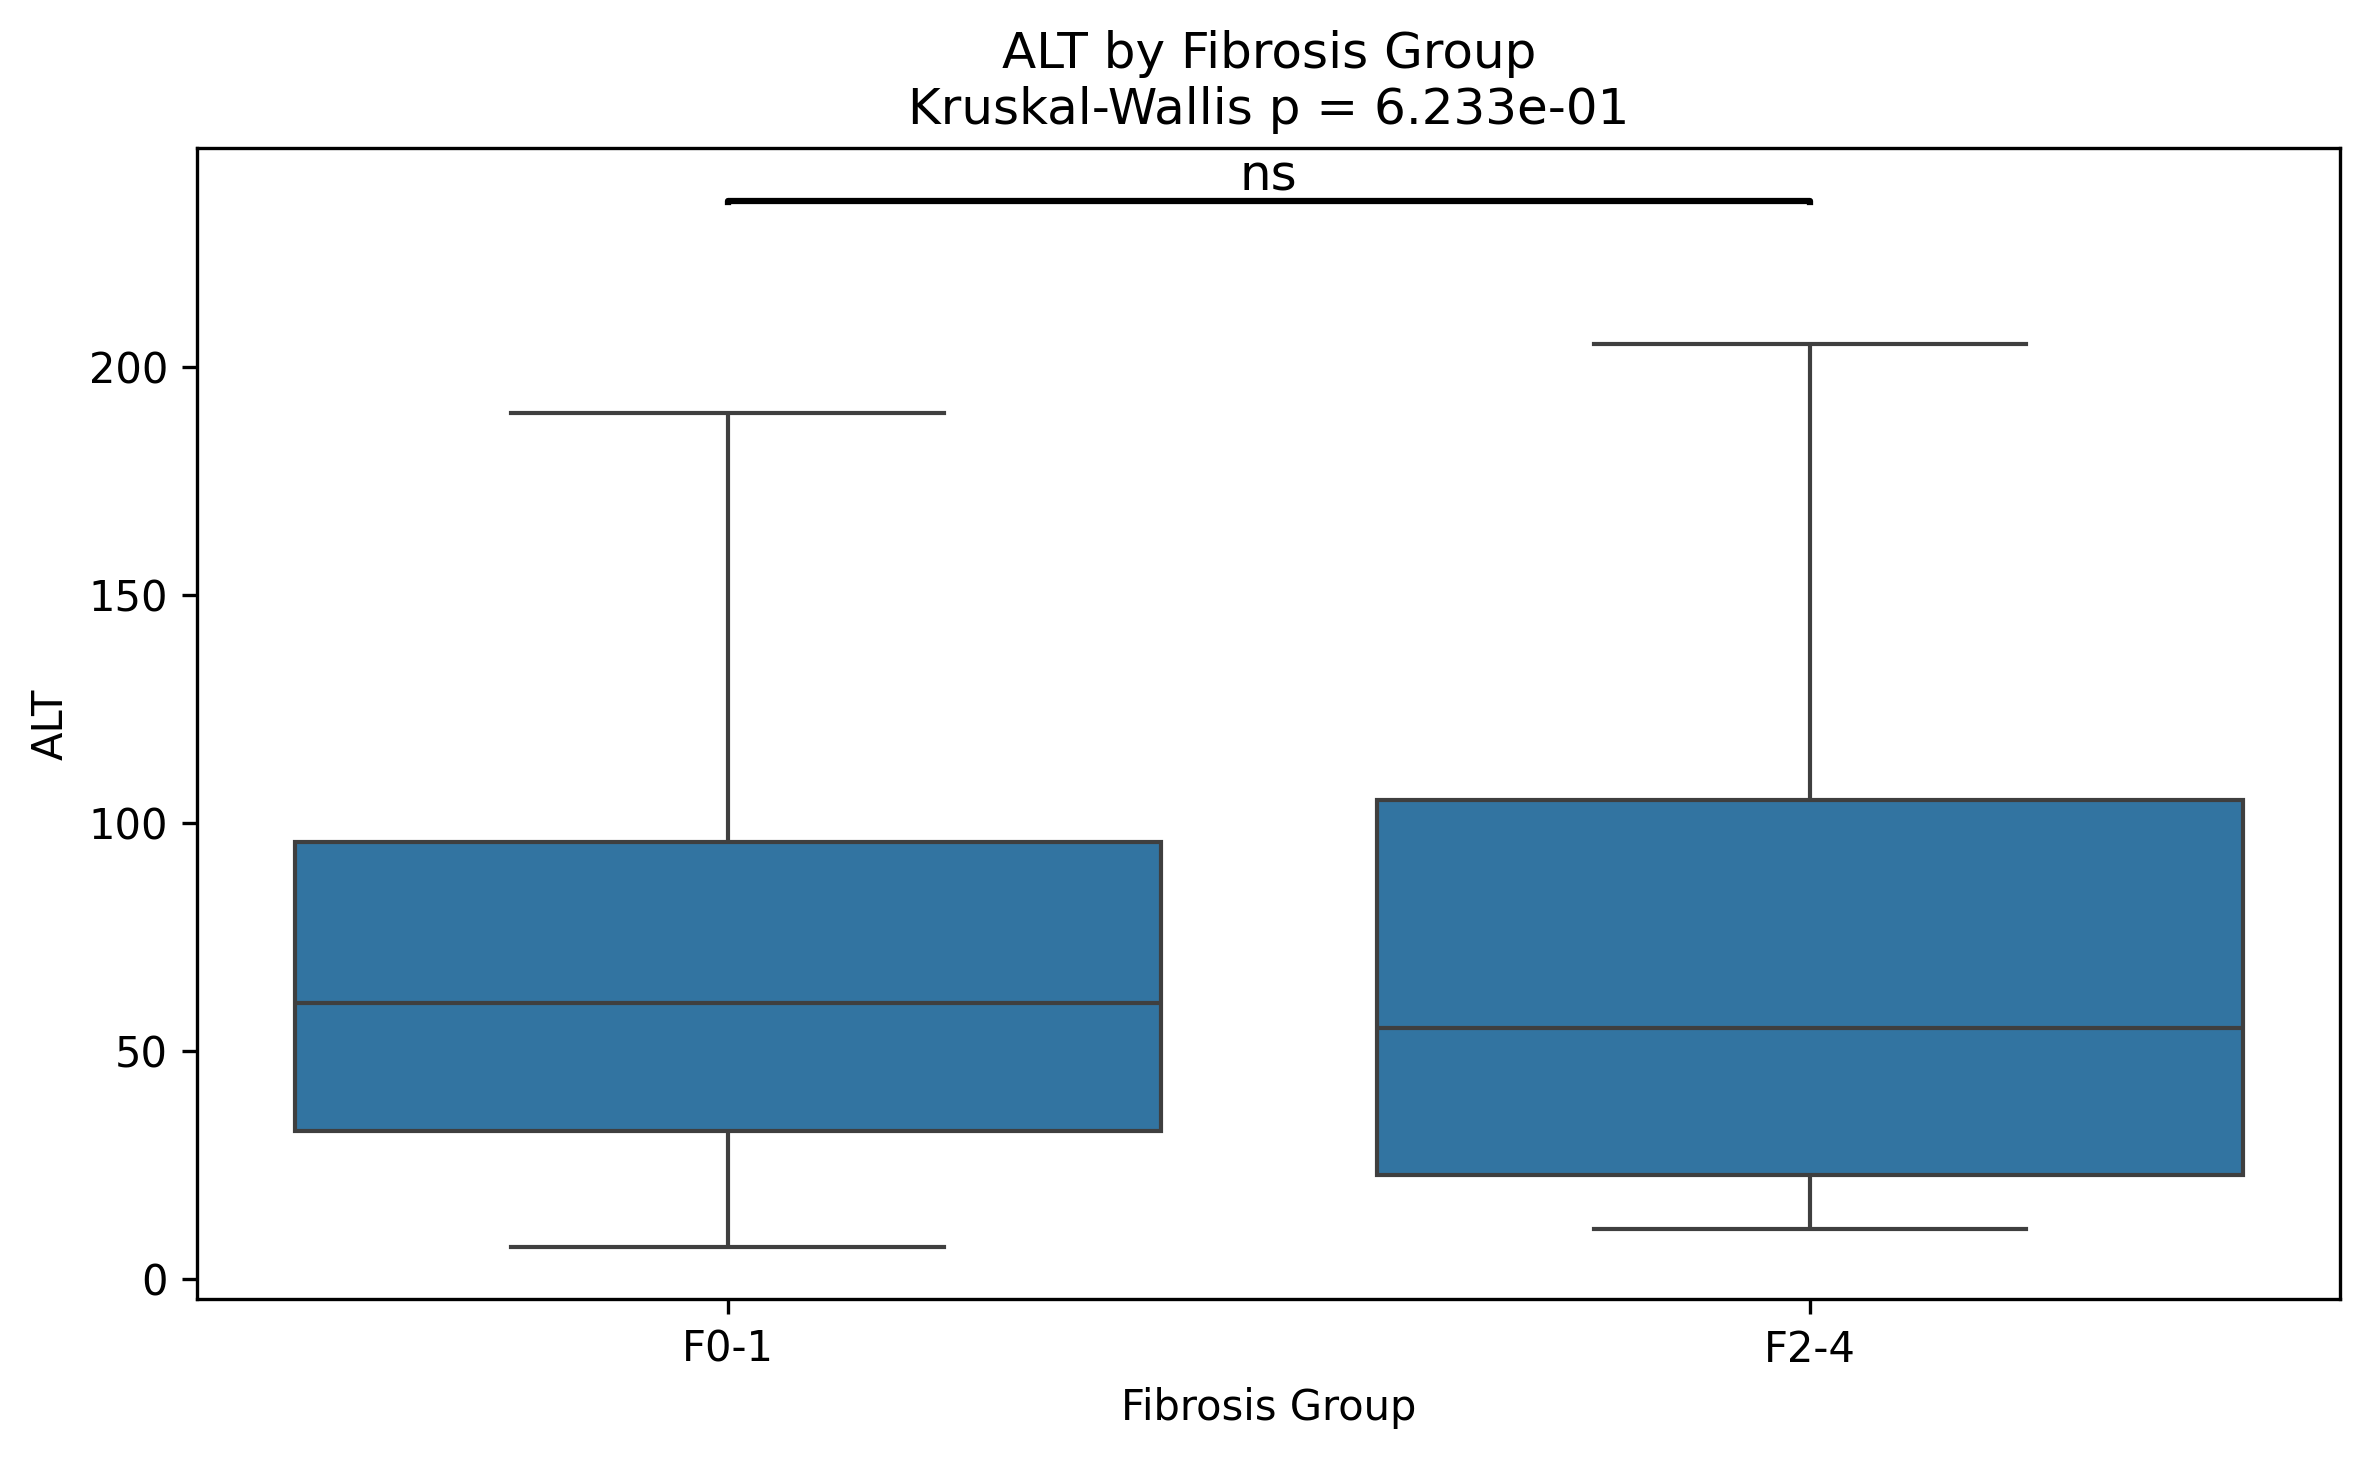 ALT by Fibrosis Group
Kruskal-Wallis p = 6.233e-01
ns
200
150
100
50
0
ALT
F0-1
F2-4
Fibrosis Group